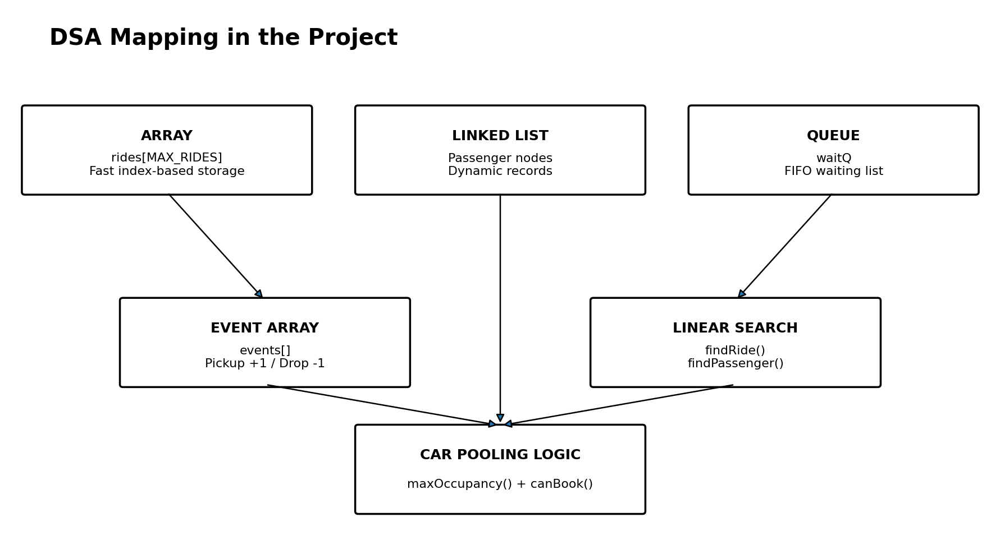 DSA Mapping in the Project
ARRAY
rides[MAX_RIDES]
Fast index-based storage
LINKED LIST
Passenger nodes
Dynamic records
QUEUE
waitQ
FIFO waiting list
EVENT ARRAY
events[]
Pickup +1 / Drop -1
LINEAR SEARCH
findRide()
findPassenger()
CAR POOLING LOGIC
maxOccupancy() + canBook()